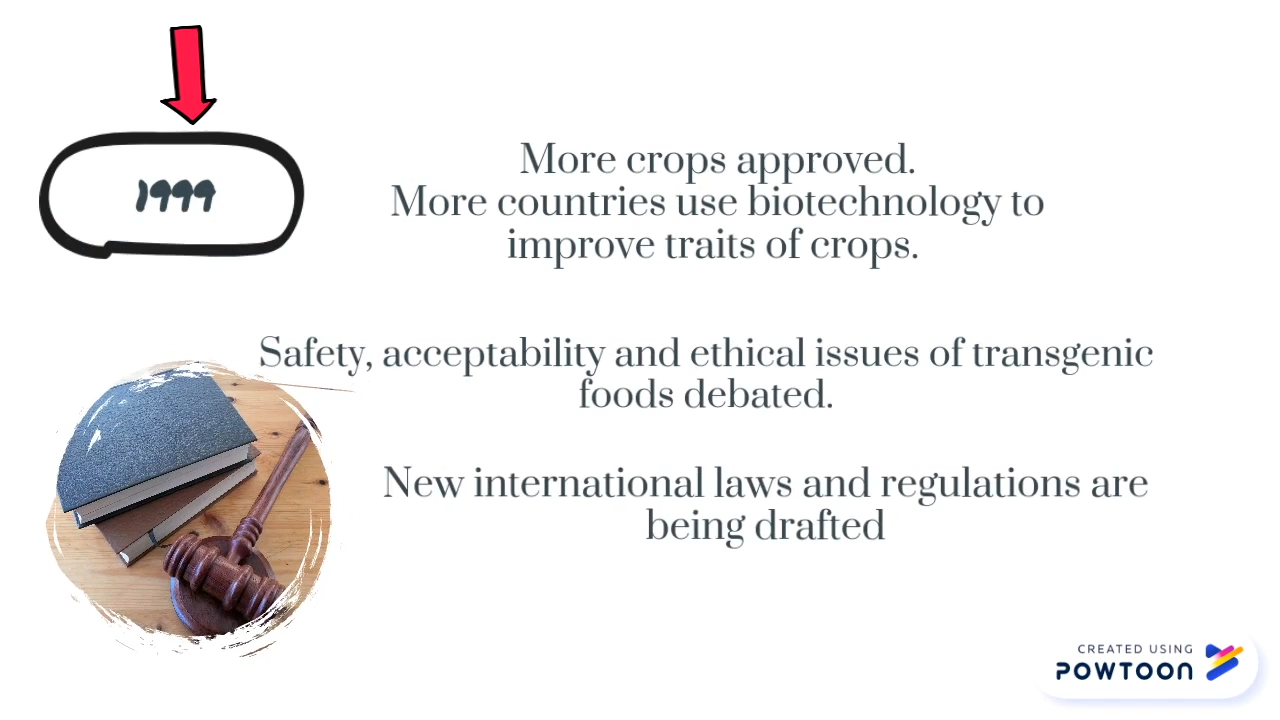 1999
More crops approved.
More countries use biotechnology to
improve traits of crops.
Safety, acceptability and ethical issues of transgenic
foods debated.
New international laws and regulations are
being drafted
CREATED USING
POWTOON